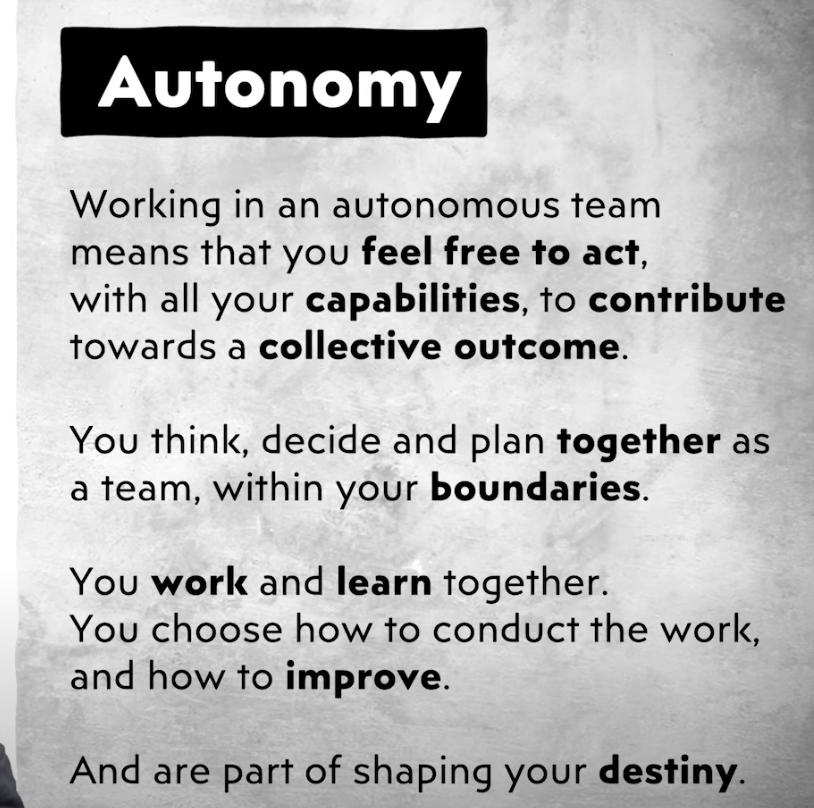 Autonomy
Working in an autonomous team
means that you feel free to act,
with all your capabilities, to contribute
towards a collective outcome.
You think, decide and plan together as
a team, within your boundaries.
You work and learn together.
You choose how to conduct the work,
and how to improve.
And are part of shaping your destiny.